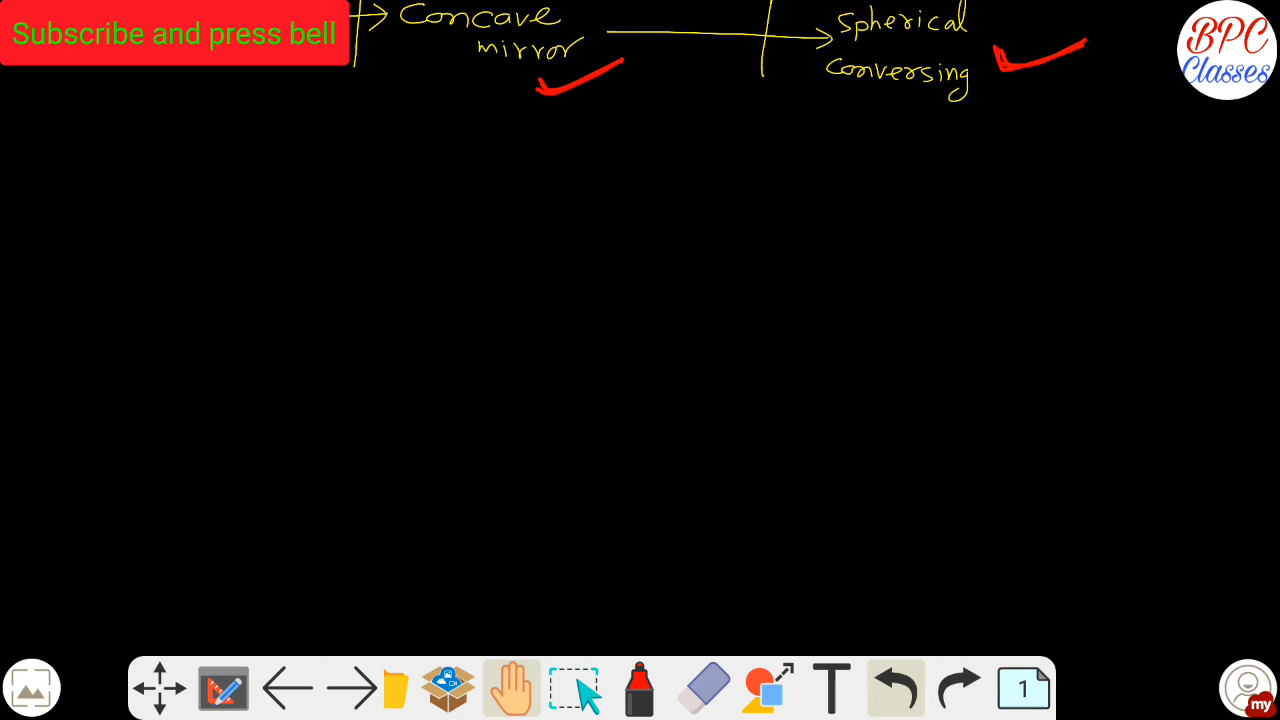 Subscribe and press bell
Concave
mirror
Spherical
Conversing
BPC
Classes
1
my